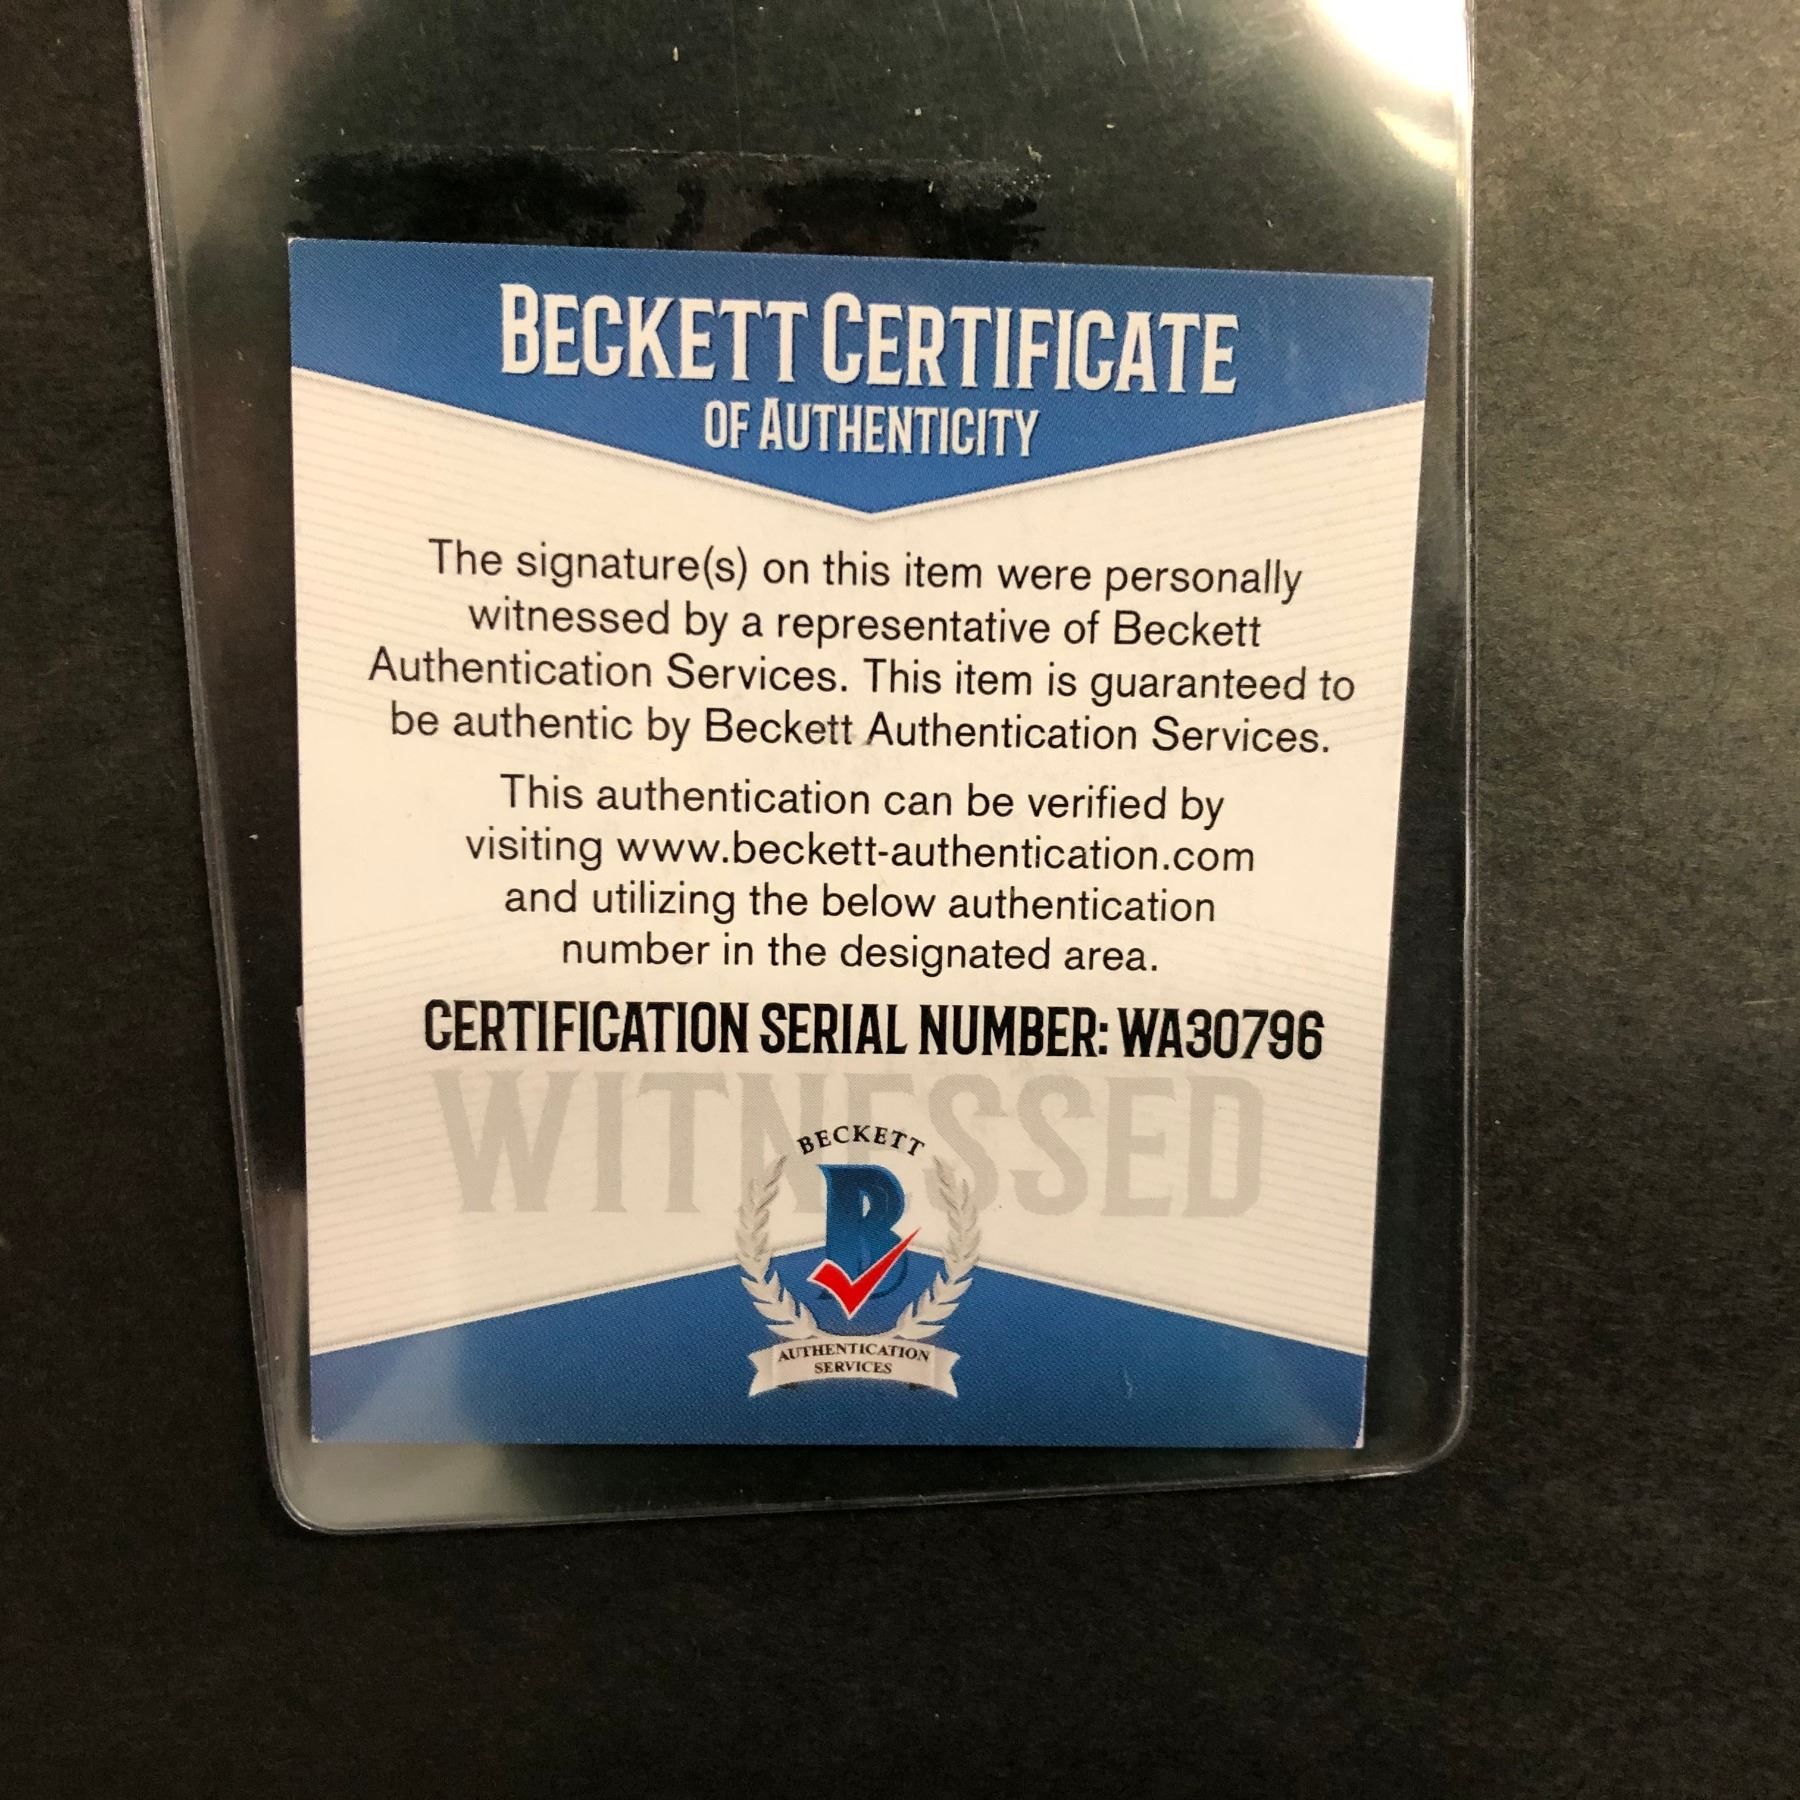 BECKETT CERTIFICATE
OF AUTHENTICITY
The signature(s) on this item were personally
witnessed by a representative of Beckett
Authentication Services. This item is guaranteed to
be authentic by Beckett Authentication Services.
This authentication can be verified by
visiting www.beckett-authentication.com
and utilizing the below authentication
number in the designated area.
CERTIFICATION SERIAL NUMBER: WA30796
WITNESSED
BECKETT
B
AUTHENTICATION
SERVICES